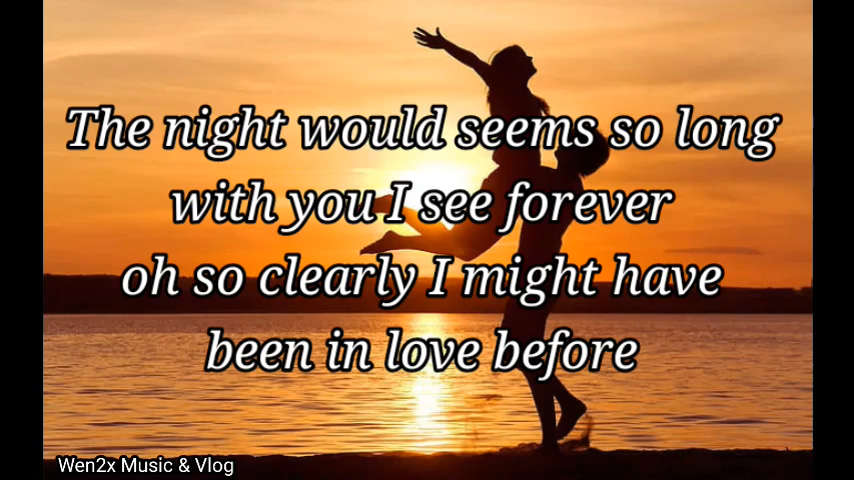 The night would seems so long
with you I see forever
oh so clearly I might have
been in love before
Wen2x Music & Vlog